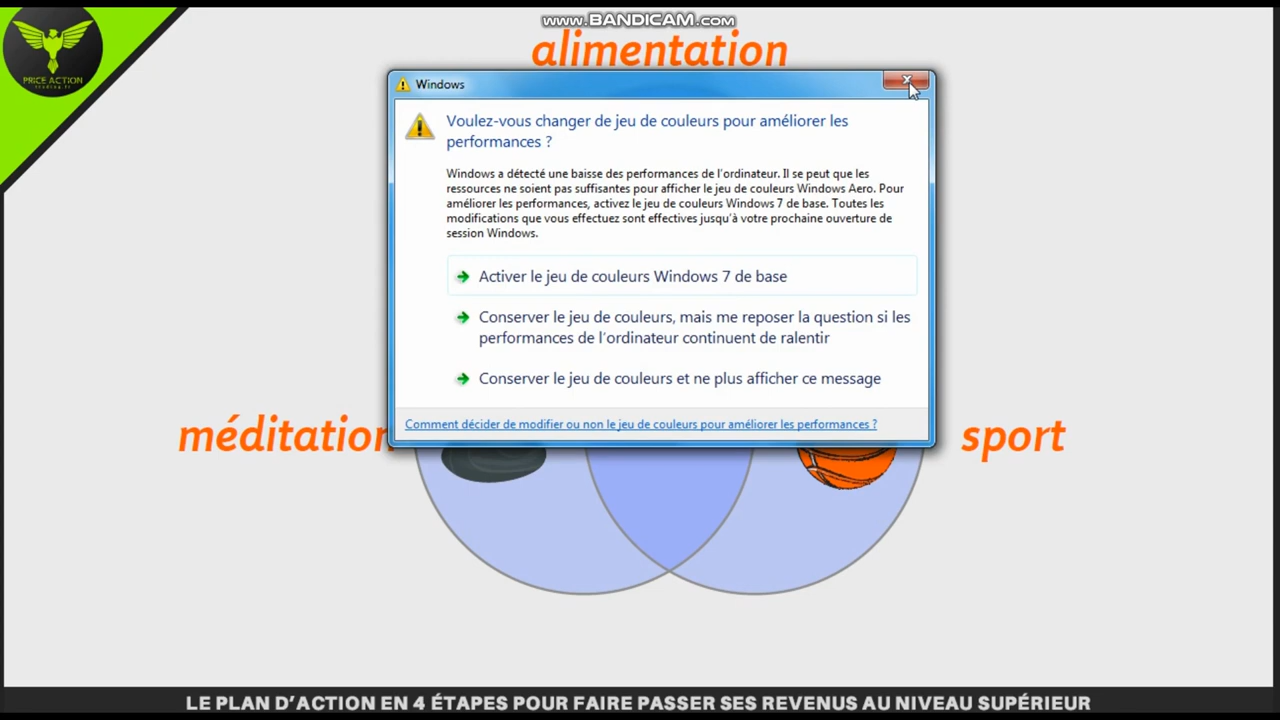 www.BANDICAM.com
alimentation
PRICE ACTION
trading.fr
Windows
Voulez-vous changer de jeu de couleurs pour améliorer les
performances ?
Windows a détecté une baisse des performances de l'ordinateur. Il se peut que les
ressources ne soient pas suffisantes pour afficher le jeu de couleurs Windows Aero. Pour
améliorer les performances, activez le jeu de couleurs Windows 7 de base. Toutes les
modifications que vous effectuez sont effectives jusqu'à votre prochaine ouverture de
session Windows.
Activer le jeu de couleurs Windows 7 de base
Conserver le jeu de couleurs, mais me reposer la question si les
performances de l'ordinateur continuent de ralentir
Conserver le jeu de couleurs et ne plus afficher ce message
Comment décider de modifier ou non le jeu de couleurs pour améliorer les performances ?
méditation
sport
LE PLAN D'ACTION EN 4 ÉTAPES POUR FAIRE PASSER SES REVENUS AU NIVEAU SUPÉRIEUR